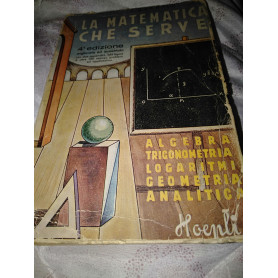 LA MATEMATICA
CHE SERVE
4ª edizione
ALGEBRA
TRIGONOMETRIA
LOGARITMI
GEOMETRIA
ANALITICA
Hoepli